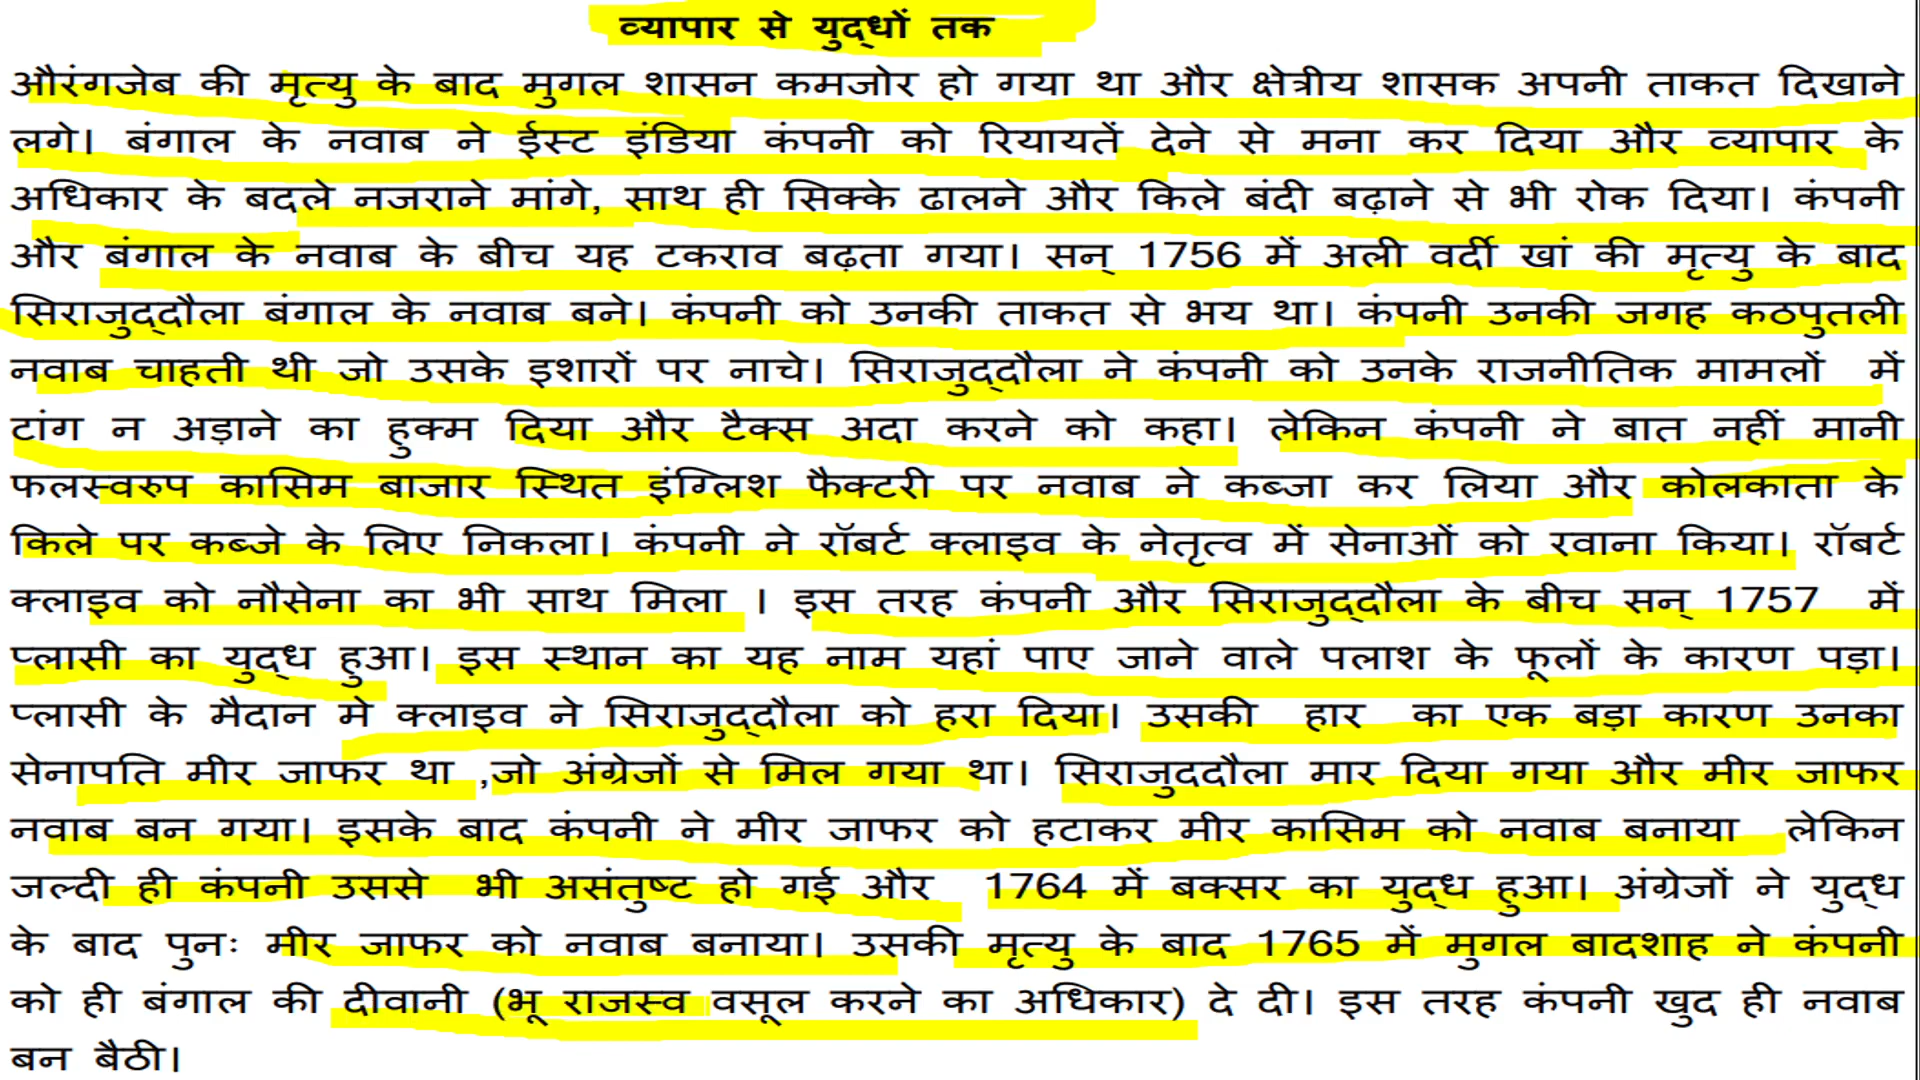 व्यापार से युद्धों तक
औरंगजेब की मृत्यु के बाद मुगल शासन कमजोर हो गया था और क्षेत्रीय शासक अपनी ताकत दिखाने
लगे। बंगाल के नवाब ने ईस्ट इंडिया कंपनी को रियायतें देने से मना कर दिया और व्यापार के
अधिकार के बदले नजराने मांगे, साथ ही सिक्के ढालने और किले बंदी बढ़ाने से भी रोक दिया। कंपनी
और बंगाल के नवाब के बीच यह टकराव बढ़ता गया। सन् 1756 में अली वर्दी खां की मृत्यु के बाद
सिराजुद्दौला बंगाल के नवाब बने। कंपनी को उनकी ताकत से भय था। कंपनी उनकी जगह कठपुतली
नवाब चाहती थी जो उसके इशारों पर नाचे। सिराजुद्दौला ने कंपनी को उनके राजनीतिक मामलों में
टांग न अड़ाने का हुक्म दिया और टैक्स अदा करने को कहा। लेकिन कंपनी ने बात नहीं मानी
फलस्वरुप कासिम बाजार स्थित इंग्लिश फैक्टरी पर नवाब ने कब्जा कर लिया और कोलकाता के
किले पर कब्जे के लिए निकला। कंपनी ने रॉबर्ट क्लाइव के नेतृत्व में सेनाओं को रवाना किया। रॉबर्ट
क्लाइव को नौसेना का भी साथ मिला । इस तरह कंपनी और सिराजुद्दौला के बीच सन् 1757 में
प्लासी का युद्ध हुआ। इस स्थान का यह नाम यहां पाए जाने वाले पलाश के फूलों के कारण पड़ा।
प्लासी के मैदान मे क्लाइव ने सिराजुद्दौला को हरा दिया। उसकी हार का एक बड़ा कारण उनका
सेनापति मीर जाफर था ,जो अंग्रेजों से मिल गया था। सिराजुददौला मार दिया गया और मीर जाफर
नवाब बन गया। इसके बाद कंपनी ने मीर जाफर को हटाकर मीर कासिम को नवाब बनाया लेकिन
जल्दी ही कंपनी उससे भी असंतुष्ट हो गई और 1764 में बक्सर का युद्ध हुआ। अंग्रेजों ने युद्ध
के बाद पुनः मीर जाफर को नवाब बनाया। उसकी मृत्यु के बाद 1765 में मुगल बादशाह ने कंपनी
को ही बंगाल की दीवानी (भू राजस्व वसूल करने का अधिकार) दे दी। इस तरह कंपनी खुद ही नवाब
बन बैठी।